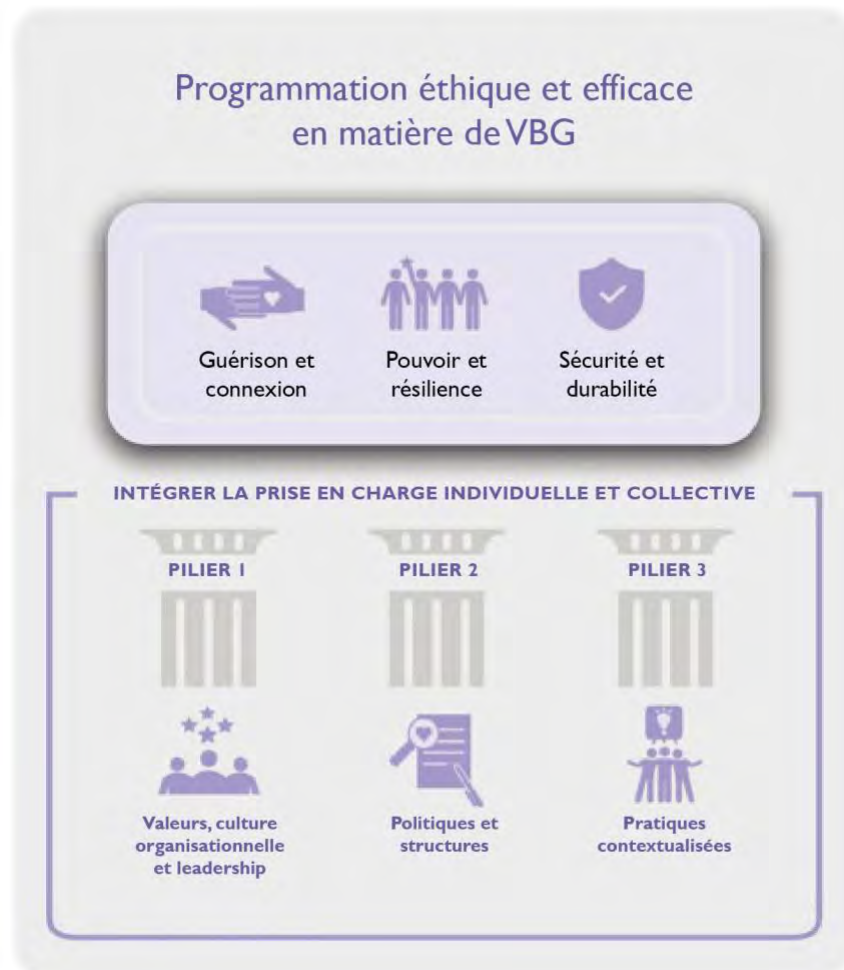 Programmation éthique et efficace
en matière de VBG
Guérison et
connexion
Pouvoir et
résilience
Sécurité et
durabilité
INTÉGRER LA PRISE EN CHARGE INDIVIDUELLE ET COLLECTIVE
PILIER 1
Valeurs, culture
organisationnelle
et leadership
PILIER 2
Politiques et
structures
PILIER 3
Pratiques
contextualisées